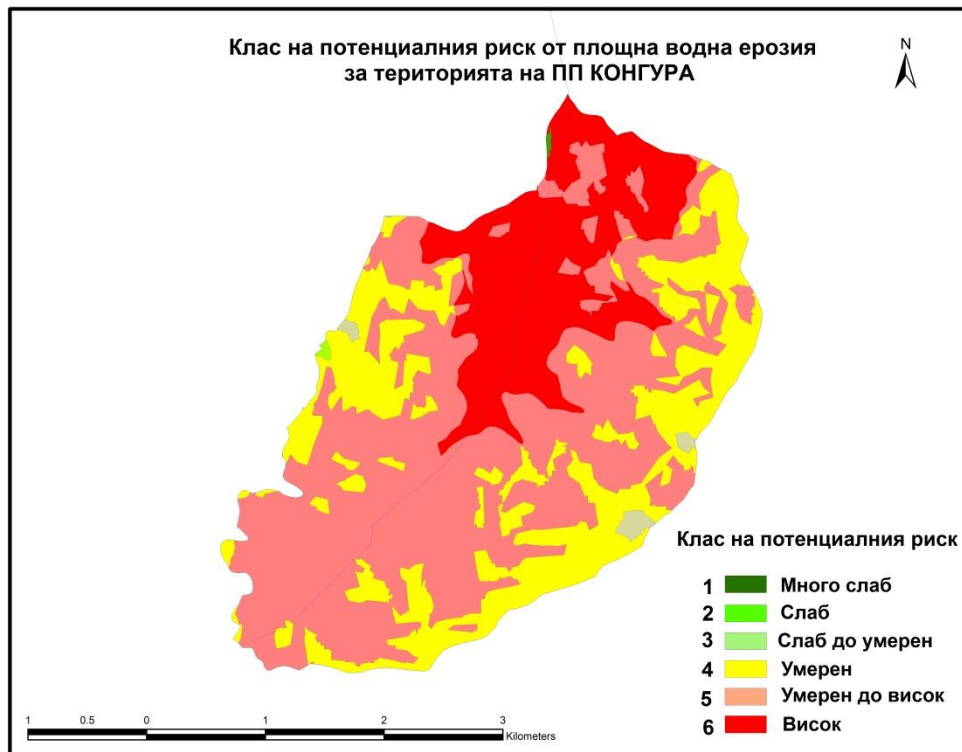 Клас на потенциалния риск от площна водна ерозия
за територията на ПП КОНГУРА
N
Клас на потенциалния риск
1 Много слаб
2 Слаб
3 Слаб до умерен
4 Умерен
5 Умерен до висок
6 Висок
1 0.5 0 1 2 3
Kilometers